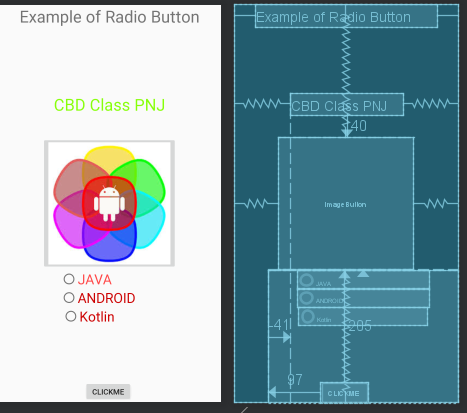 Example of Radio Button
CBD Class PNJ
JAVA
ANDROID
Kotlin
CLICKME
Example of Radio Button
CBD Class PNJ
40
Image Button
JAVA
ANDROID
Kotlin
41
205
97
CLICKME